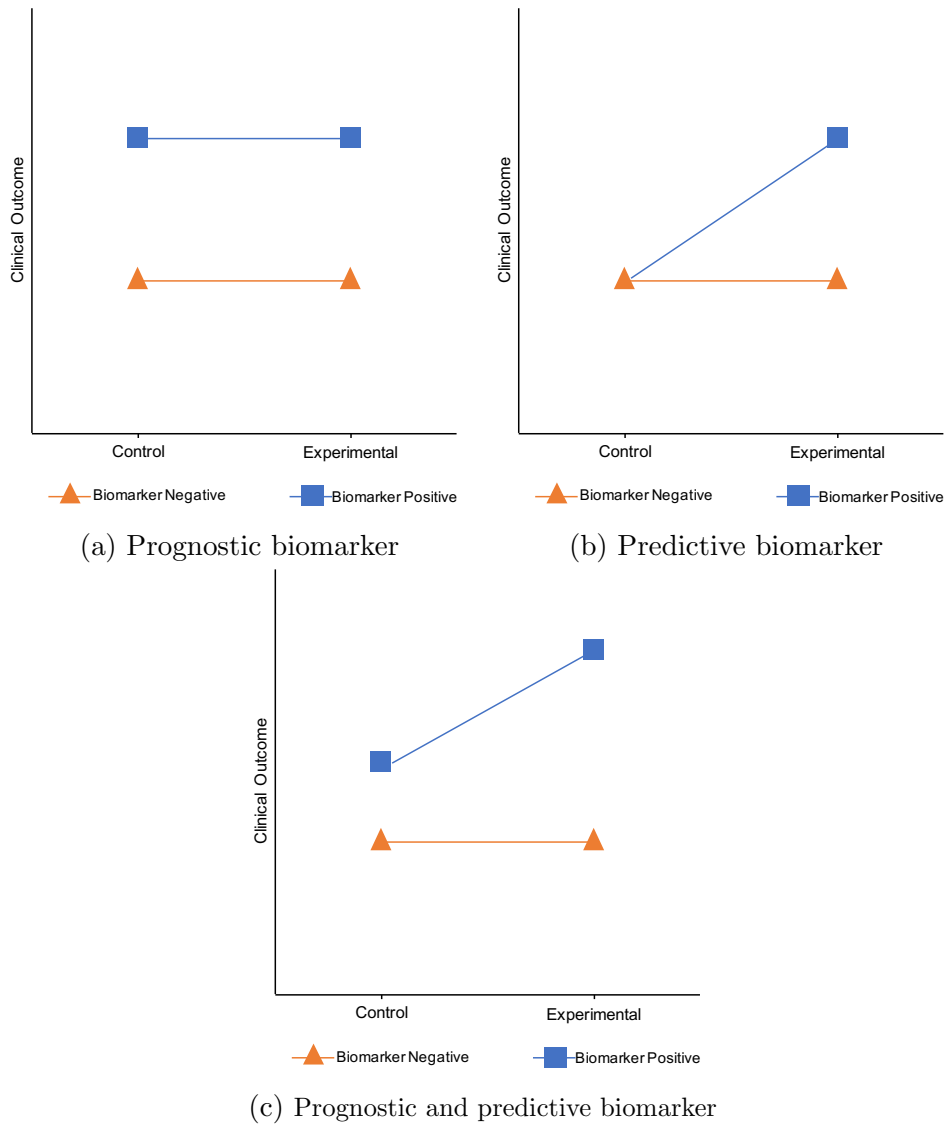 Clinical Outcome
Control Experimental
Biomarker Negative Biomarker Positive
(a) Prognostic biomarker
Clinical Outcome
Control Experimental
Biomarker Negative Biomarker Positive
(b) Predictive biomarker
Clinical Outcome
Control Experimental
Biomarker Negative Biomarker Positive
(c) Prognostic and predictive biomarker